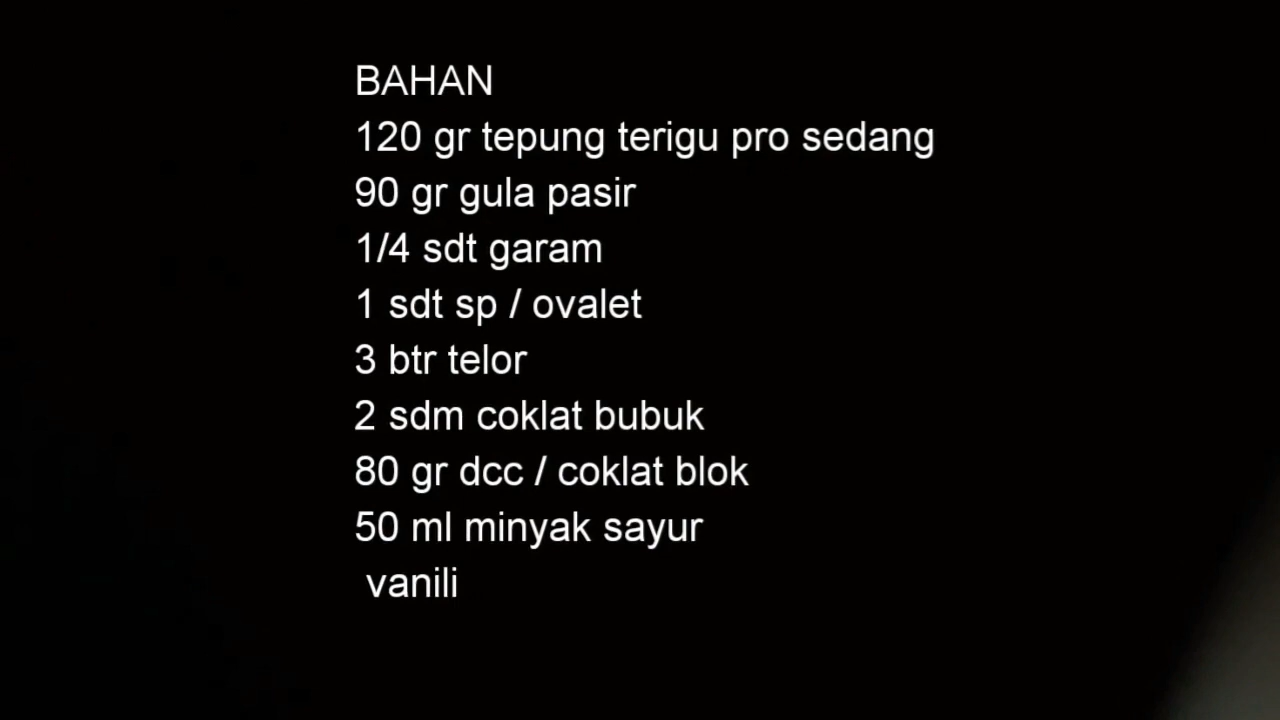 BAHAN
120 gr tepung terigu pro sedang
90 gr gula pasir
1/4 sdt garam
1 sdt sp / ovalet
3 btr telor
2 sdm coklat bubuk
80 gr dcc / coklat blok
50 ml minyak sayur
vanili